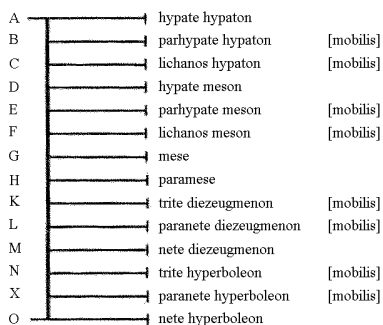 A hypate hypaton
B parhypate hypaton [mobilis]
C lichanos hypaton [mobilis]
D hypate meson
E parhypate meson [mobilis]
F lichanos meson [mobilis]
G mese
H paramese
K trite diezeugmenon [mobilis]
L paranete diezeugmenon [mobilis]
M nete diezeugmenon
N trite hyperboleon [mobilis]
X paranete hyperboleon [mobilis]
O nete hyperboleon